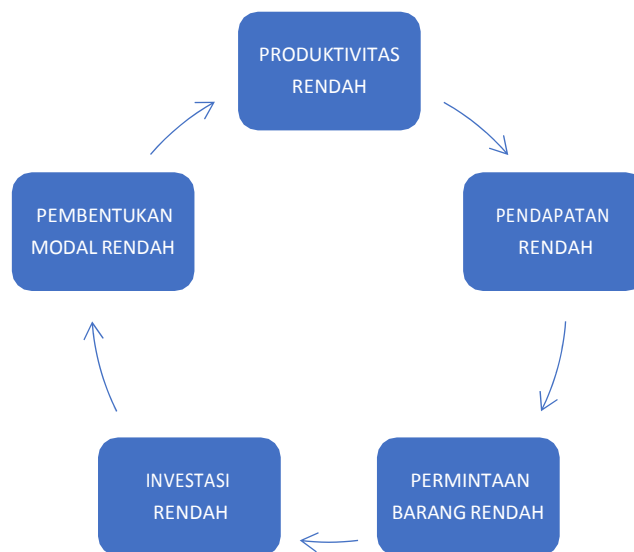 PRODUKTIVITAS
RENDAH
PENDAPATAN
RENDAH
PERMINTAAN
BARANG RENDAH
INVESTASI
RENDAH
PEMBENTUKAN
MODAL RENDAH